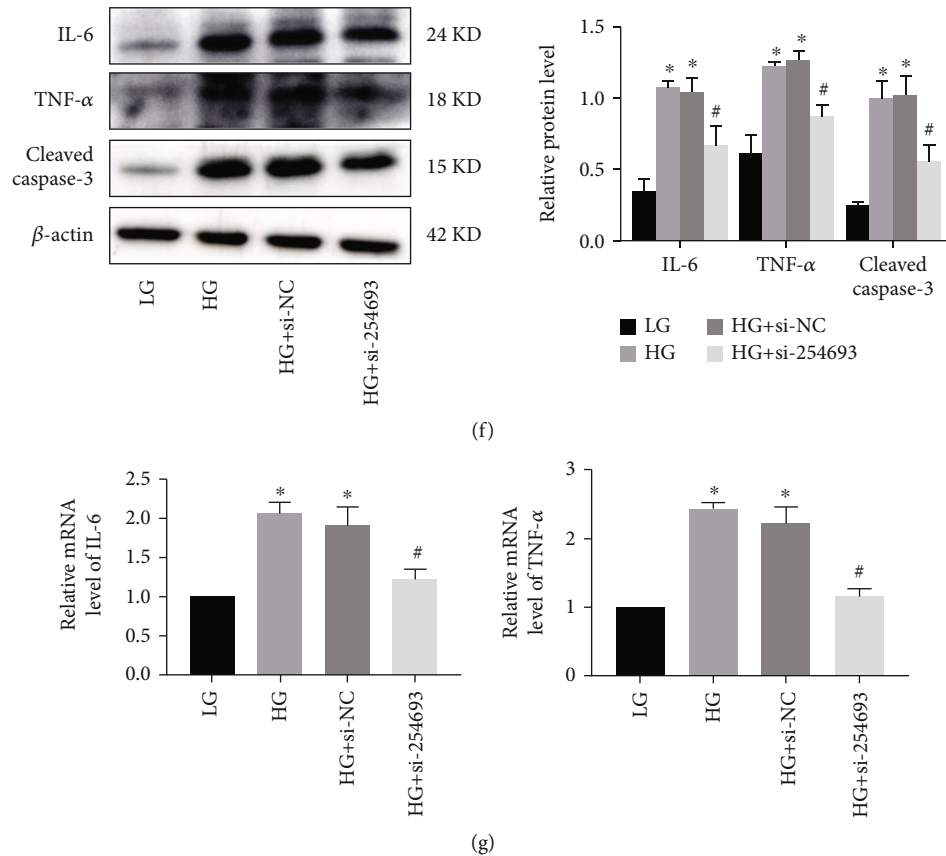 IL-6
24 KD
TNF-α
18 KD
Cleaved
caspase-3
15 KD
β-actin
42 KD
LG
HG
HG+si-NC
HG+si-254693
Relative protein level
1.5
1.0
0.5
0.0
* *
#
* *
#
* *
#
IL-6
TNF-α
Cleaved
caspase-3
LG
HG+si-NC
HG
HG+si-254693
(f)
Relative mRNA
level of IL-6
2.5
2.0
1.5
1.0
0.5
0.0
*
*
#
LG
HG
HG+si-NC
HG+si-254693
Relative mRNA
level of TNF-α
3
2
1
0
*
*
#
LG
HG
HG+si-NC
HG+si-254693
(g)